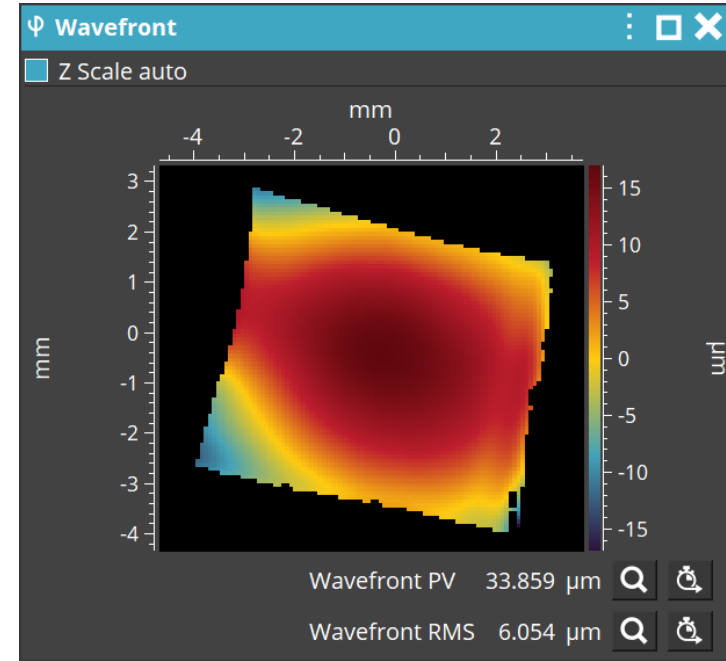 Ψ Wavefront
Z Scale auto
mm
-4 -2 0 2
3
2
1
0
-1
-2
-3
-4
mm
15
10
5
0
-5
-10
-15
µm
Wavefront PV 33.859 µm
Wavefront RMS 6.054 µm